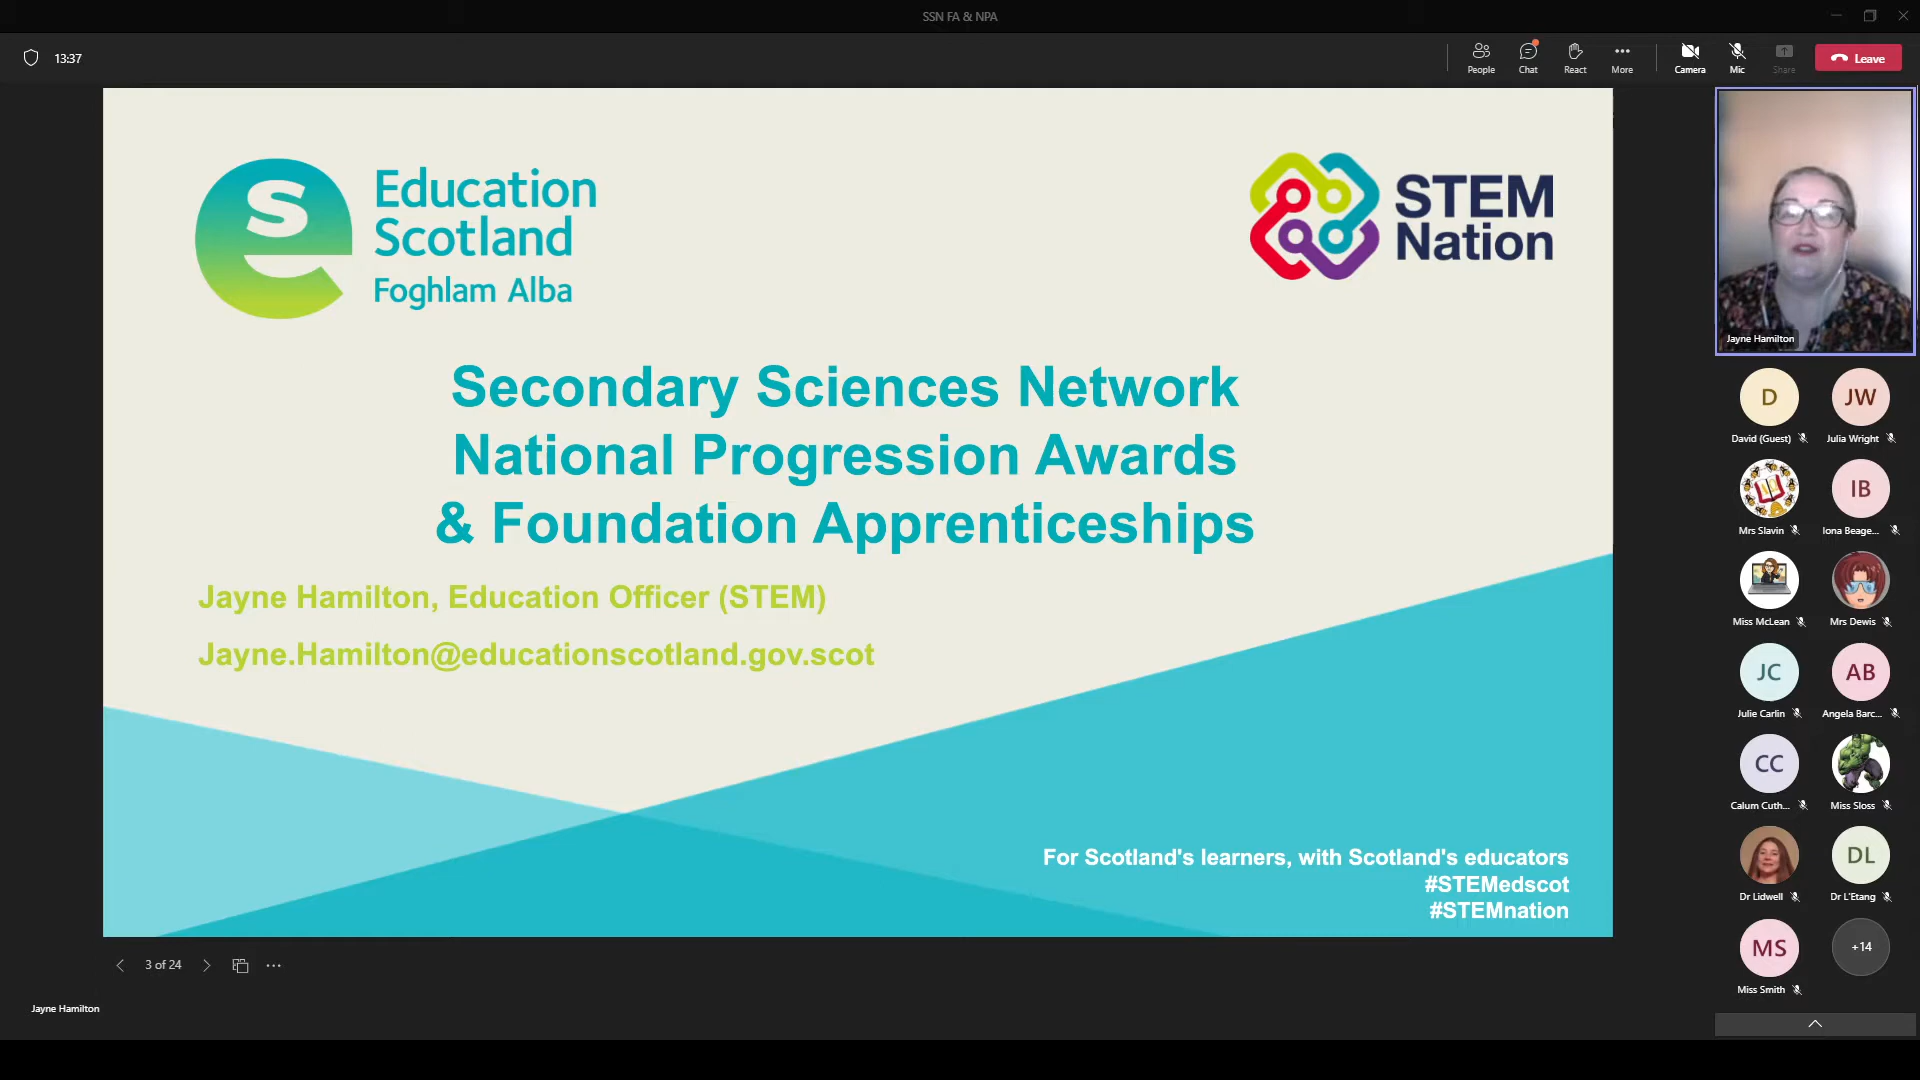 SSN FA & NPA
13:37
People
Chat
React
More
Camera
Mic
Share
Leave
Education
Scotland
Foghlam Alba
STEM
Nation
Secondary Sciences Network
National Progression Awards
& Foundation Apprenticeships
Jayne Hamilton, Education Officer (STEM)
Jayne.Hamilton@educationscotland.gov.scot
For Scotland's learners, with Scotland's educators
#STEMedscot
#STEMnation
3 of 24
Jayne Hamilton
Jayne Hamilton
D
JW
David (Guest)
Julia Wright
IB
Mrs Slavin
Iona Beage...
Miss McLean
Mrs Dewis
JC
AB
Julie Carlin
Angela Barc...
CC
Calum Cuth...
Miss Sloss
DL
Dr Lidwell
Dr L'Etang
MS
+14
Miss Smith